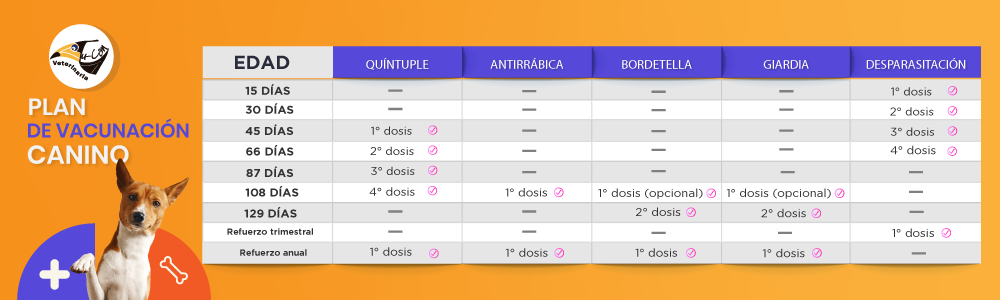 Veterinaria
PLAN
DE VACUNACIÓN
CANINO
EDAD QUÍNTUPLE ANTIRRÁBICA BORDETELLA GIARDIA DESPARASITACIÓN
15 DÍAS — — — — 1° dosis
30 DÍAS — — — — 2° dosis
45 DÍAS 1° dosis — — — 3° dosis
66 DÍAS 2° dosis — — — 4° dosis
87 DÍAS 3° dosis — — — —
108 DÍAS 4° dosis 1° dosis 1° dosis (opcional) 1° dosis (opcional) —
129 DÍAS — — 2° dosis 2° dosis —
Refuerzo trimestral — — — — 1° dosis
Refuerzo anual 1° dosis 1° dosis 1° dosis 1° dosis —